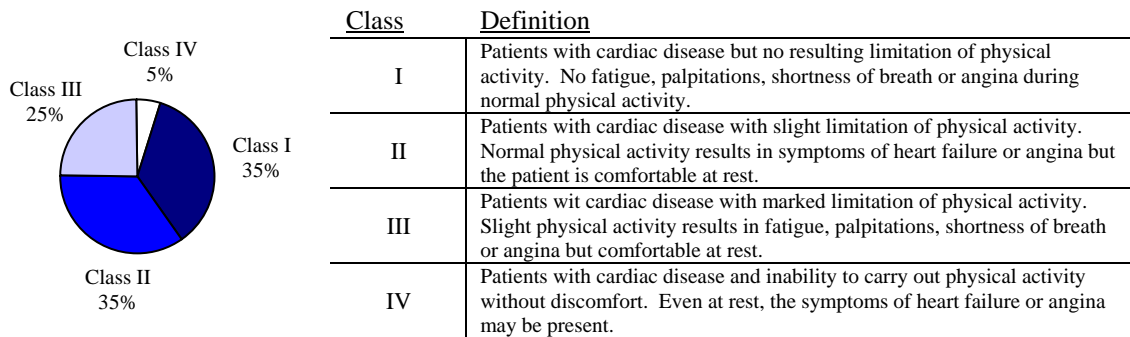 Class IV
5%
Class III
25%
Class I
35%
Class II
35%
Class Definition
Patients with cardiac disease but no resulting limitation of physical
activity. No fatigue, palpitations, shortness of breath or angina during
normal physical activity.
I
Patients with cardiac disease with slight limitation of physical activity.
Normal physical activity results in symptoms of heart failure or angina but
the patient is comfortable at rest.
II
Patients wit cardiac disease with marked limitation of physical activity.
Slight physical activity results in fatigue, palpitations, shortness of breath
or angina but comfortable at rest.
III
Patients with cardiac disease and inability to carry out physical activity
without discomfort. Even at rest, the symptoms of heart failure or angina
may be present.
IV